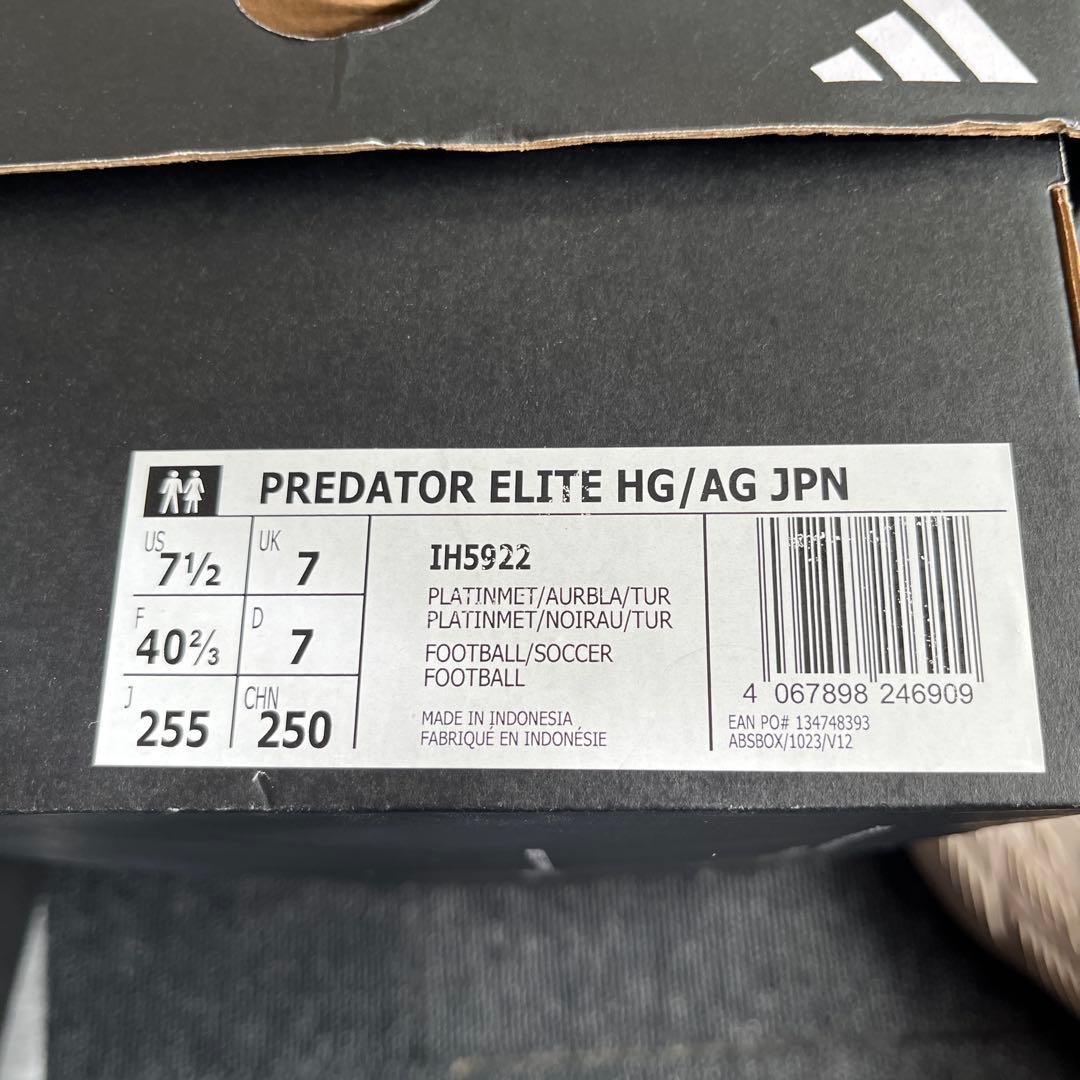 PREDATOR ELITE HG/AG JPN
US 7½ UK 7
F 40⅔ D 7
J 255 CHN 250
IH5922
PLATINMET/AURBLA/TUR
PLATINMET/NOIRAU/TUR
FOOTBALL/SOCCER
FOOTBALL
MADE IN INDONESIA
FABRIQUÉ EN INDONÉSIE
4 067898 246909
EAN PO# 134748393
ABSBOX/1023/V12